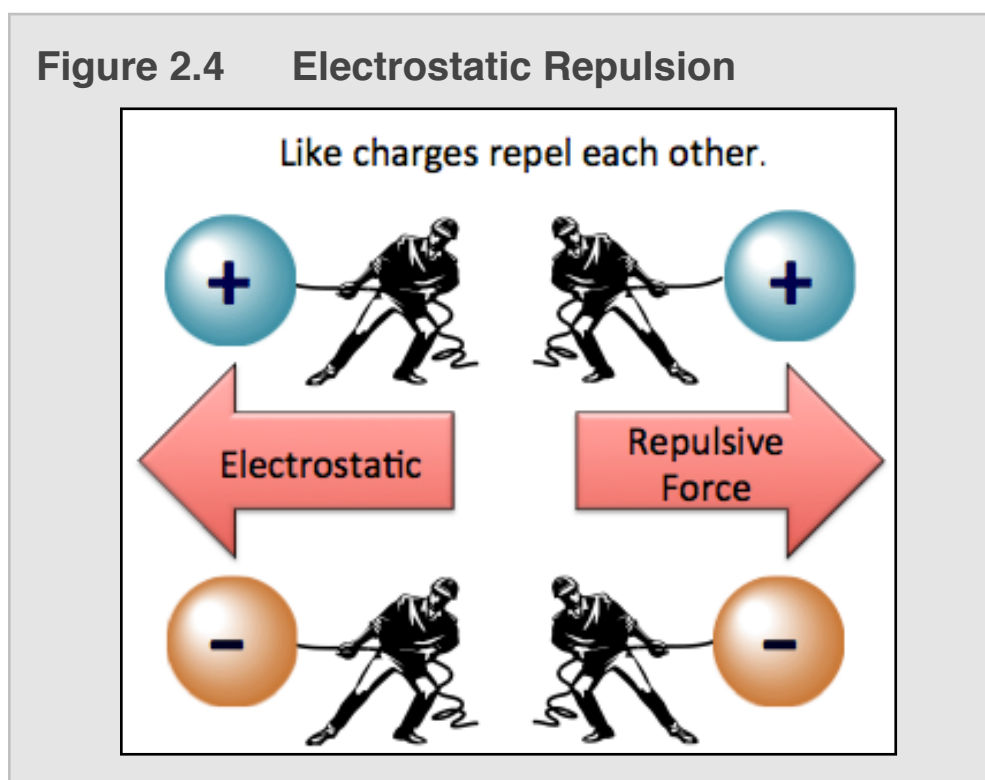 Figure 2.4 Electrostatic Repulsion
Like charges repel each other.
+ +
Electrostatic
Repulsive
Force
- -